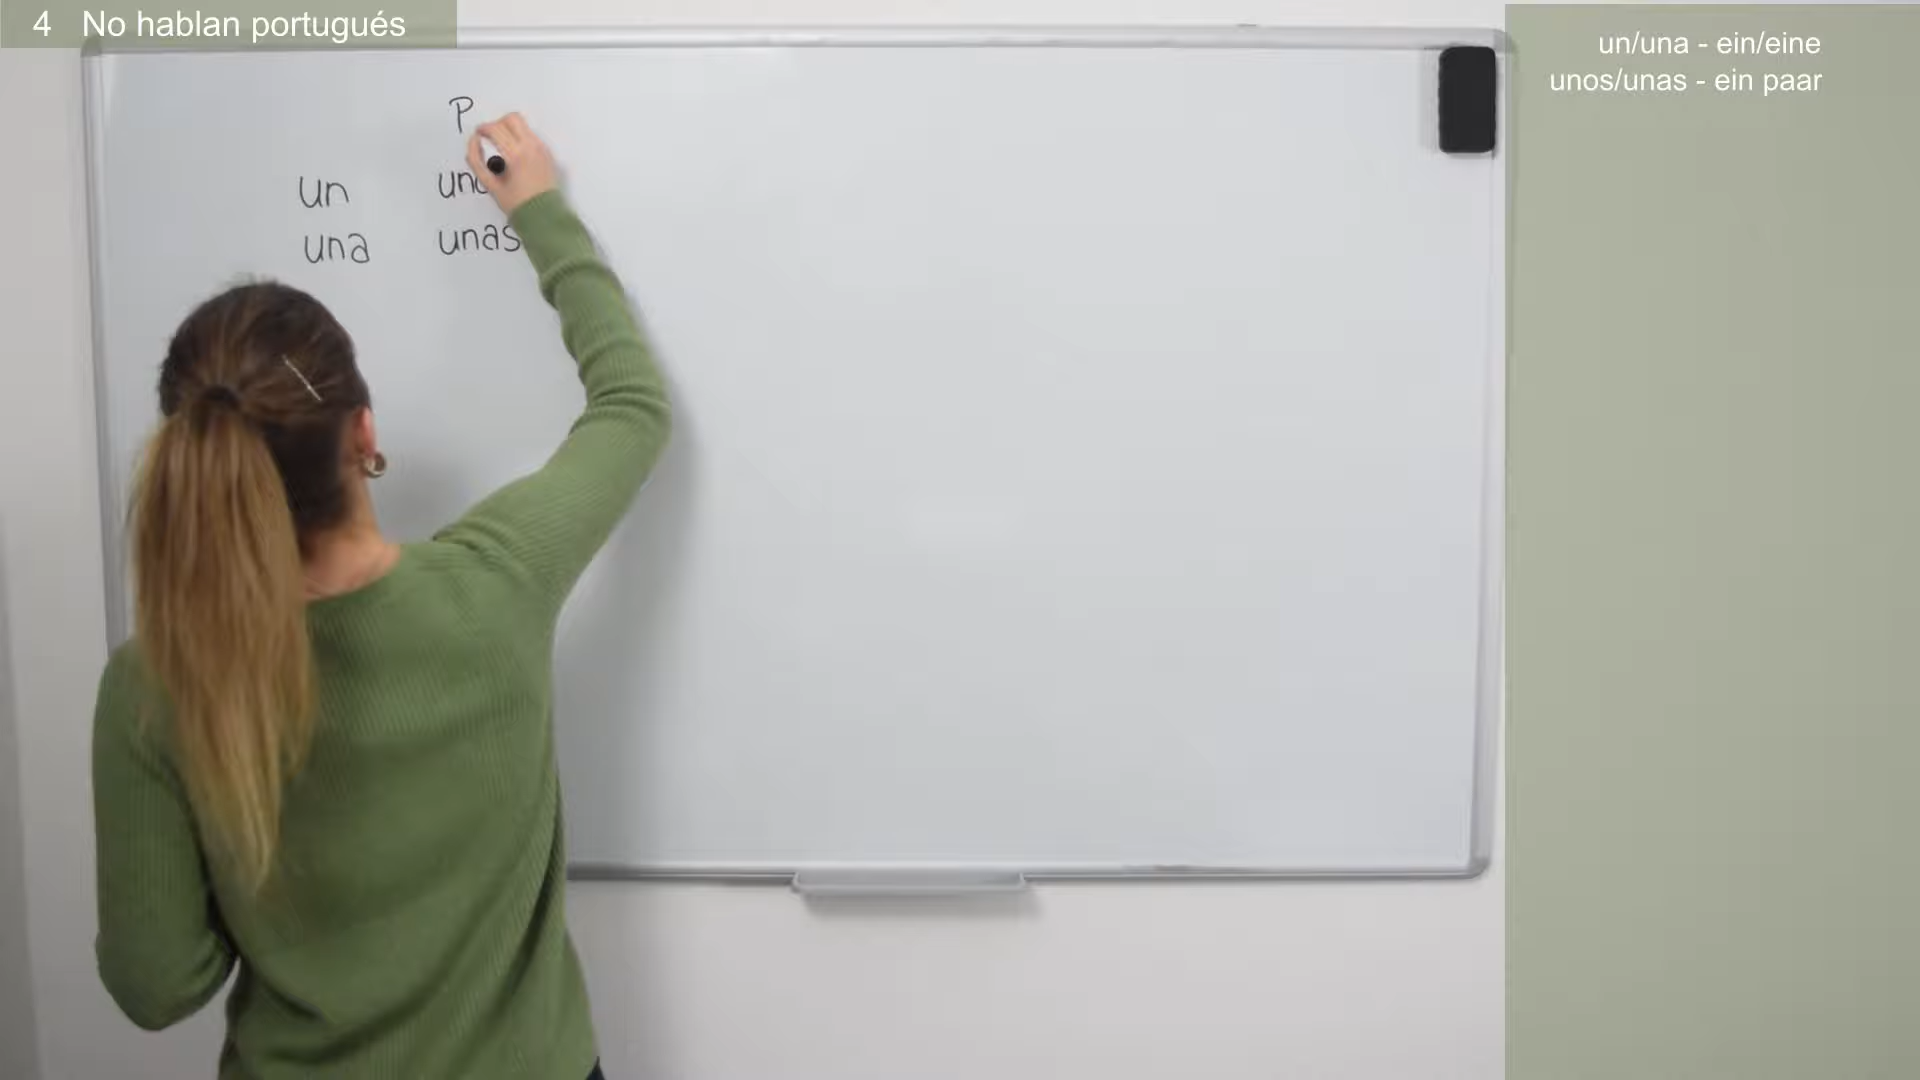 4 No hablan portugués
un/una - ein/eine
unos/unas - ein paar
P
un
una unas